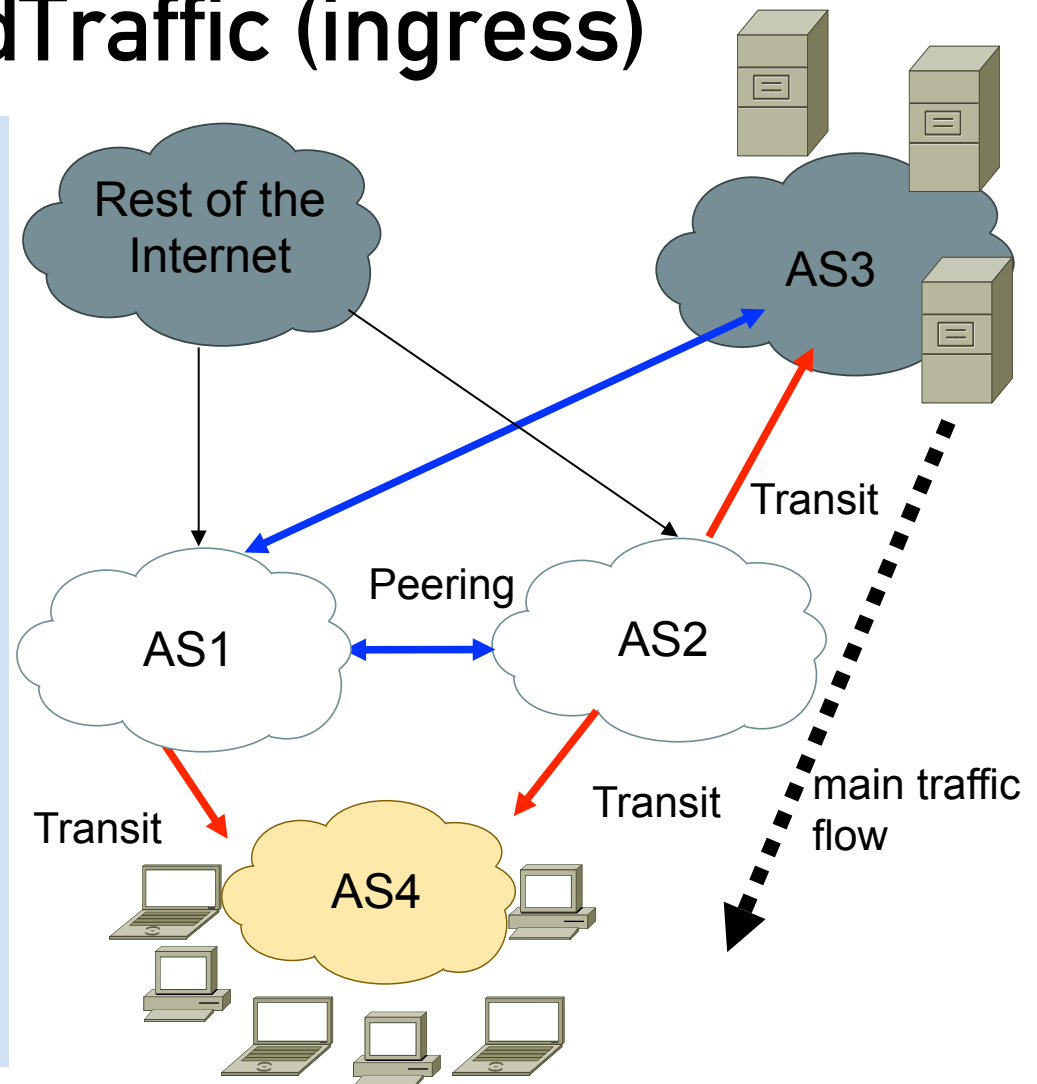 dTraffic (ingress)
Rest of the
Internet
AS3
Transit
Peering
AS1
AS2
main traffic
flow
Transit
Transit
AS4